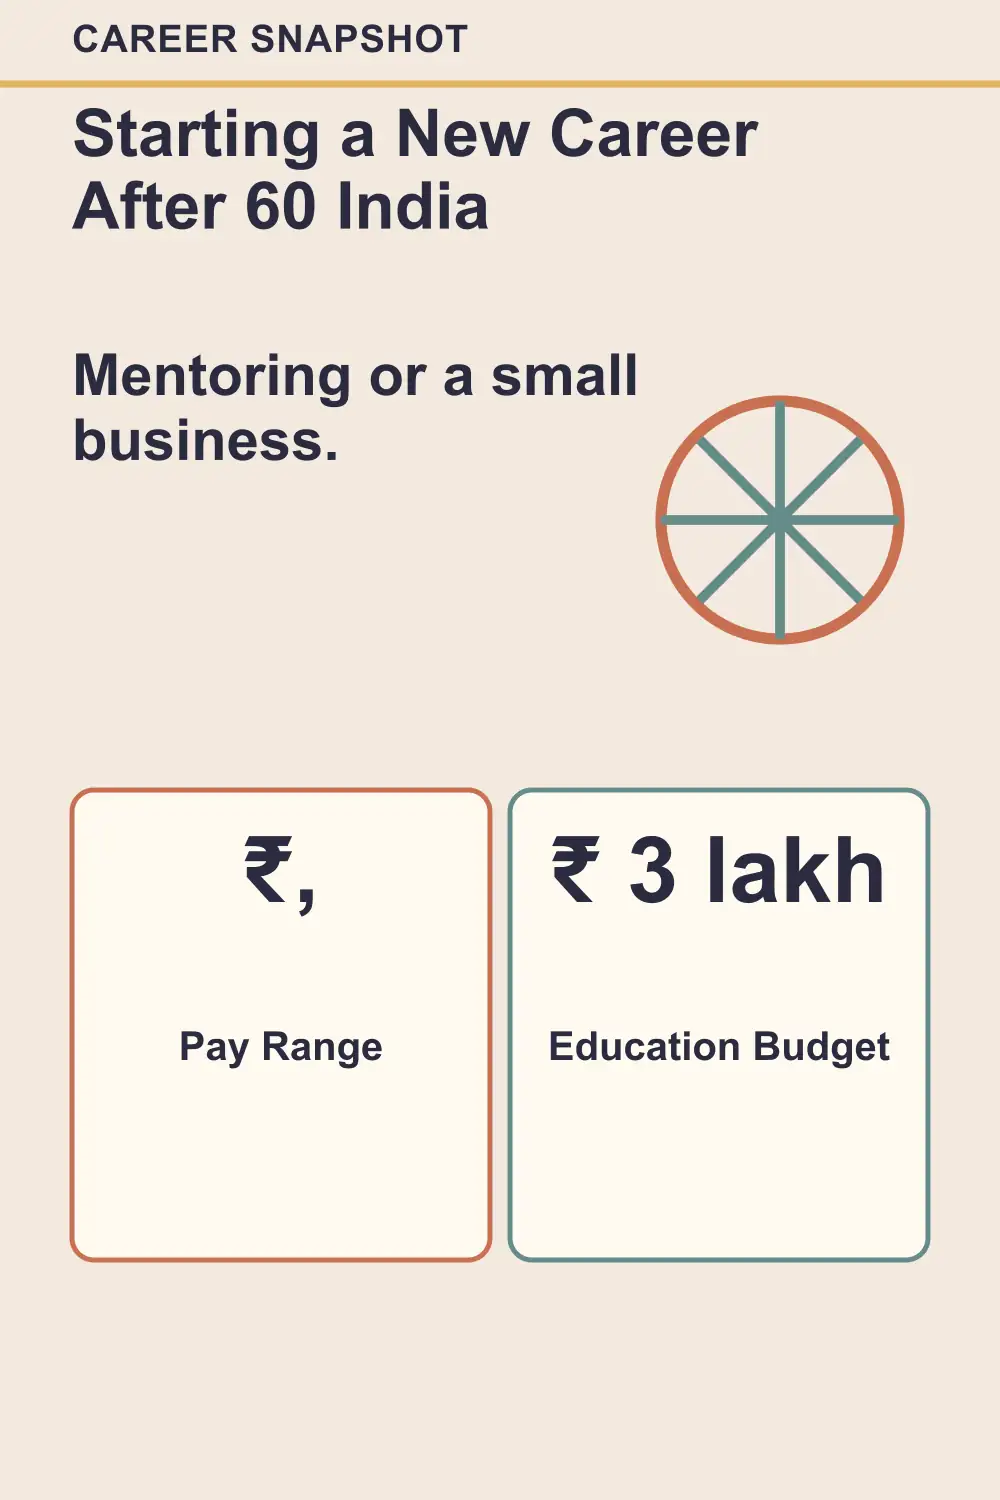 CAREER SNAPSHOT
Starting a New Career
After 60 India
Mentoring or a small
business.
₹,
Pay Range
₹ 3 lakh
Education Budget